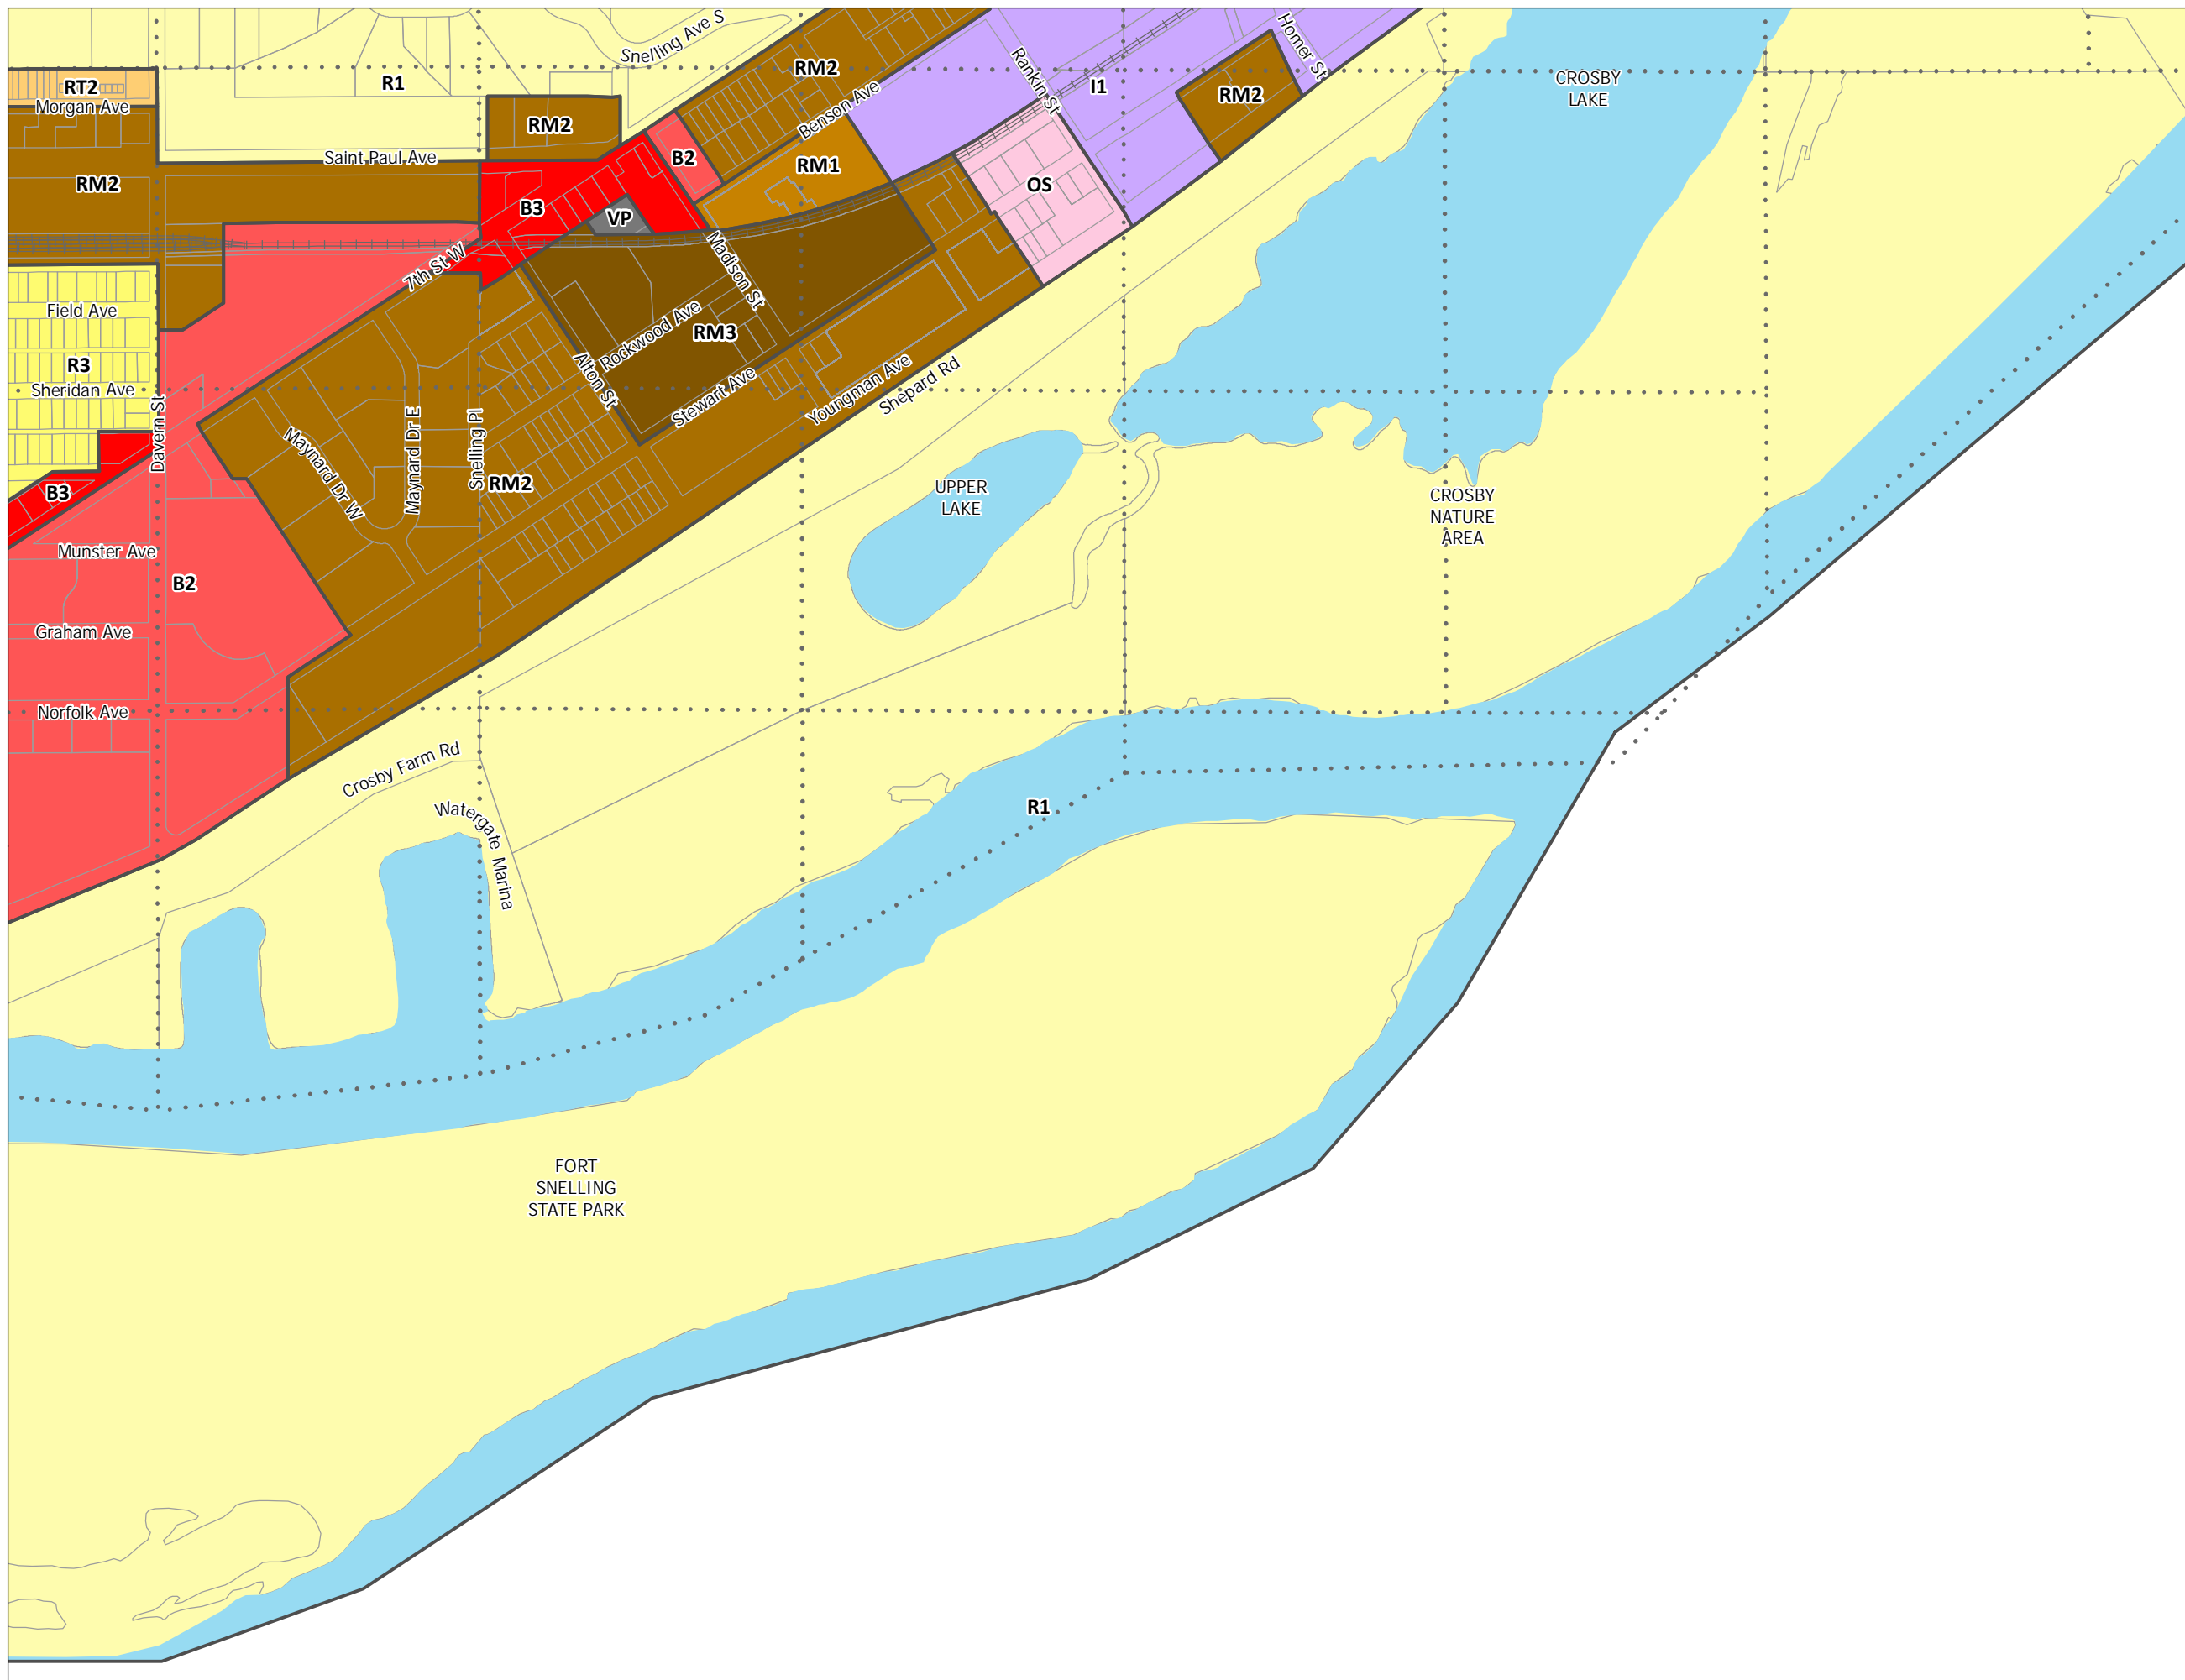 Snelling Ave S
Homer St
RM2
Rankin St
CROSBY
LAKE
RT2
R1
I1
RM2
Morgan Ave
Benson Ave
RM2
Saint Paul Ave
B2
RM1
RM2
OS
B3
VP
7th St W
Madison St
Field Ave
Rockwood Ave
RM3
R3
Alton St
Sheridan Ave
Stewart Ave
Youngman Ave
Shepard Rd
Davern St
Maynard Dr W
Maynard Dr E
Snelling Pl
RM2
B3
UPPER
LAKE
CROSBY
NATURE
AREA
Munster Ave
B2
Graham Ave
Norfolk Ave
Crosby Farm Rd
Watergate Marina
R1
FORT
SNELLING
STATE PARK